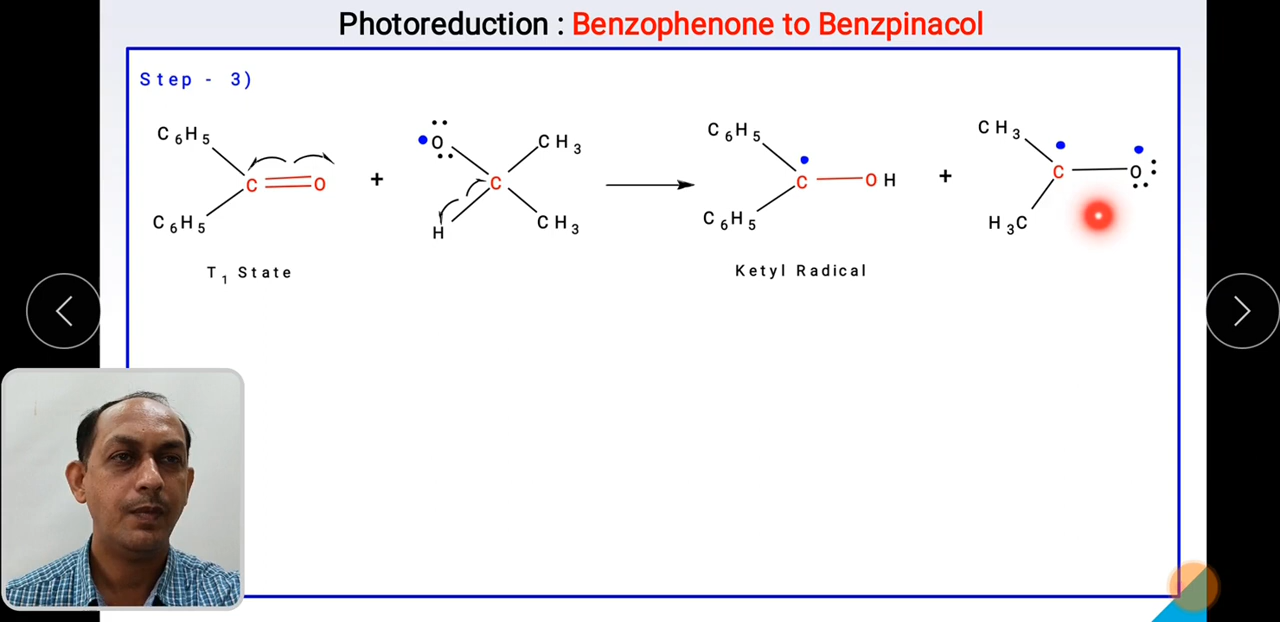 Photoreduction : Benzophenone to Benzpinacol
Step - 3)
C6H5
C6H5
C=O
T1 State
+
•O
C
H
CH3
CH3
C6H5
C6H5
C—OH
Ketyl Radical
+
CH3
H3C
C—O